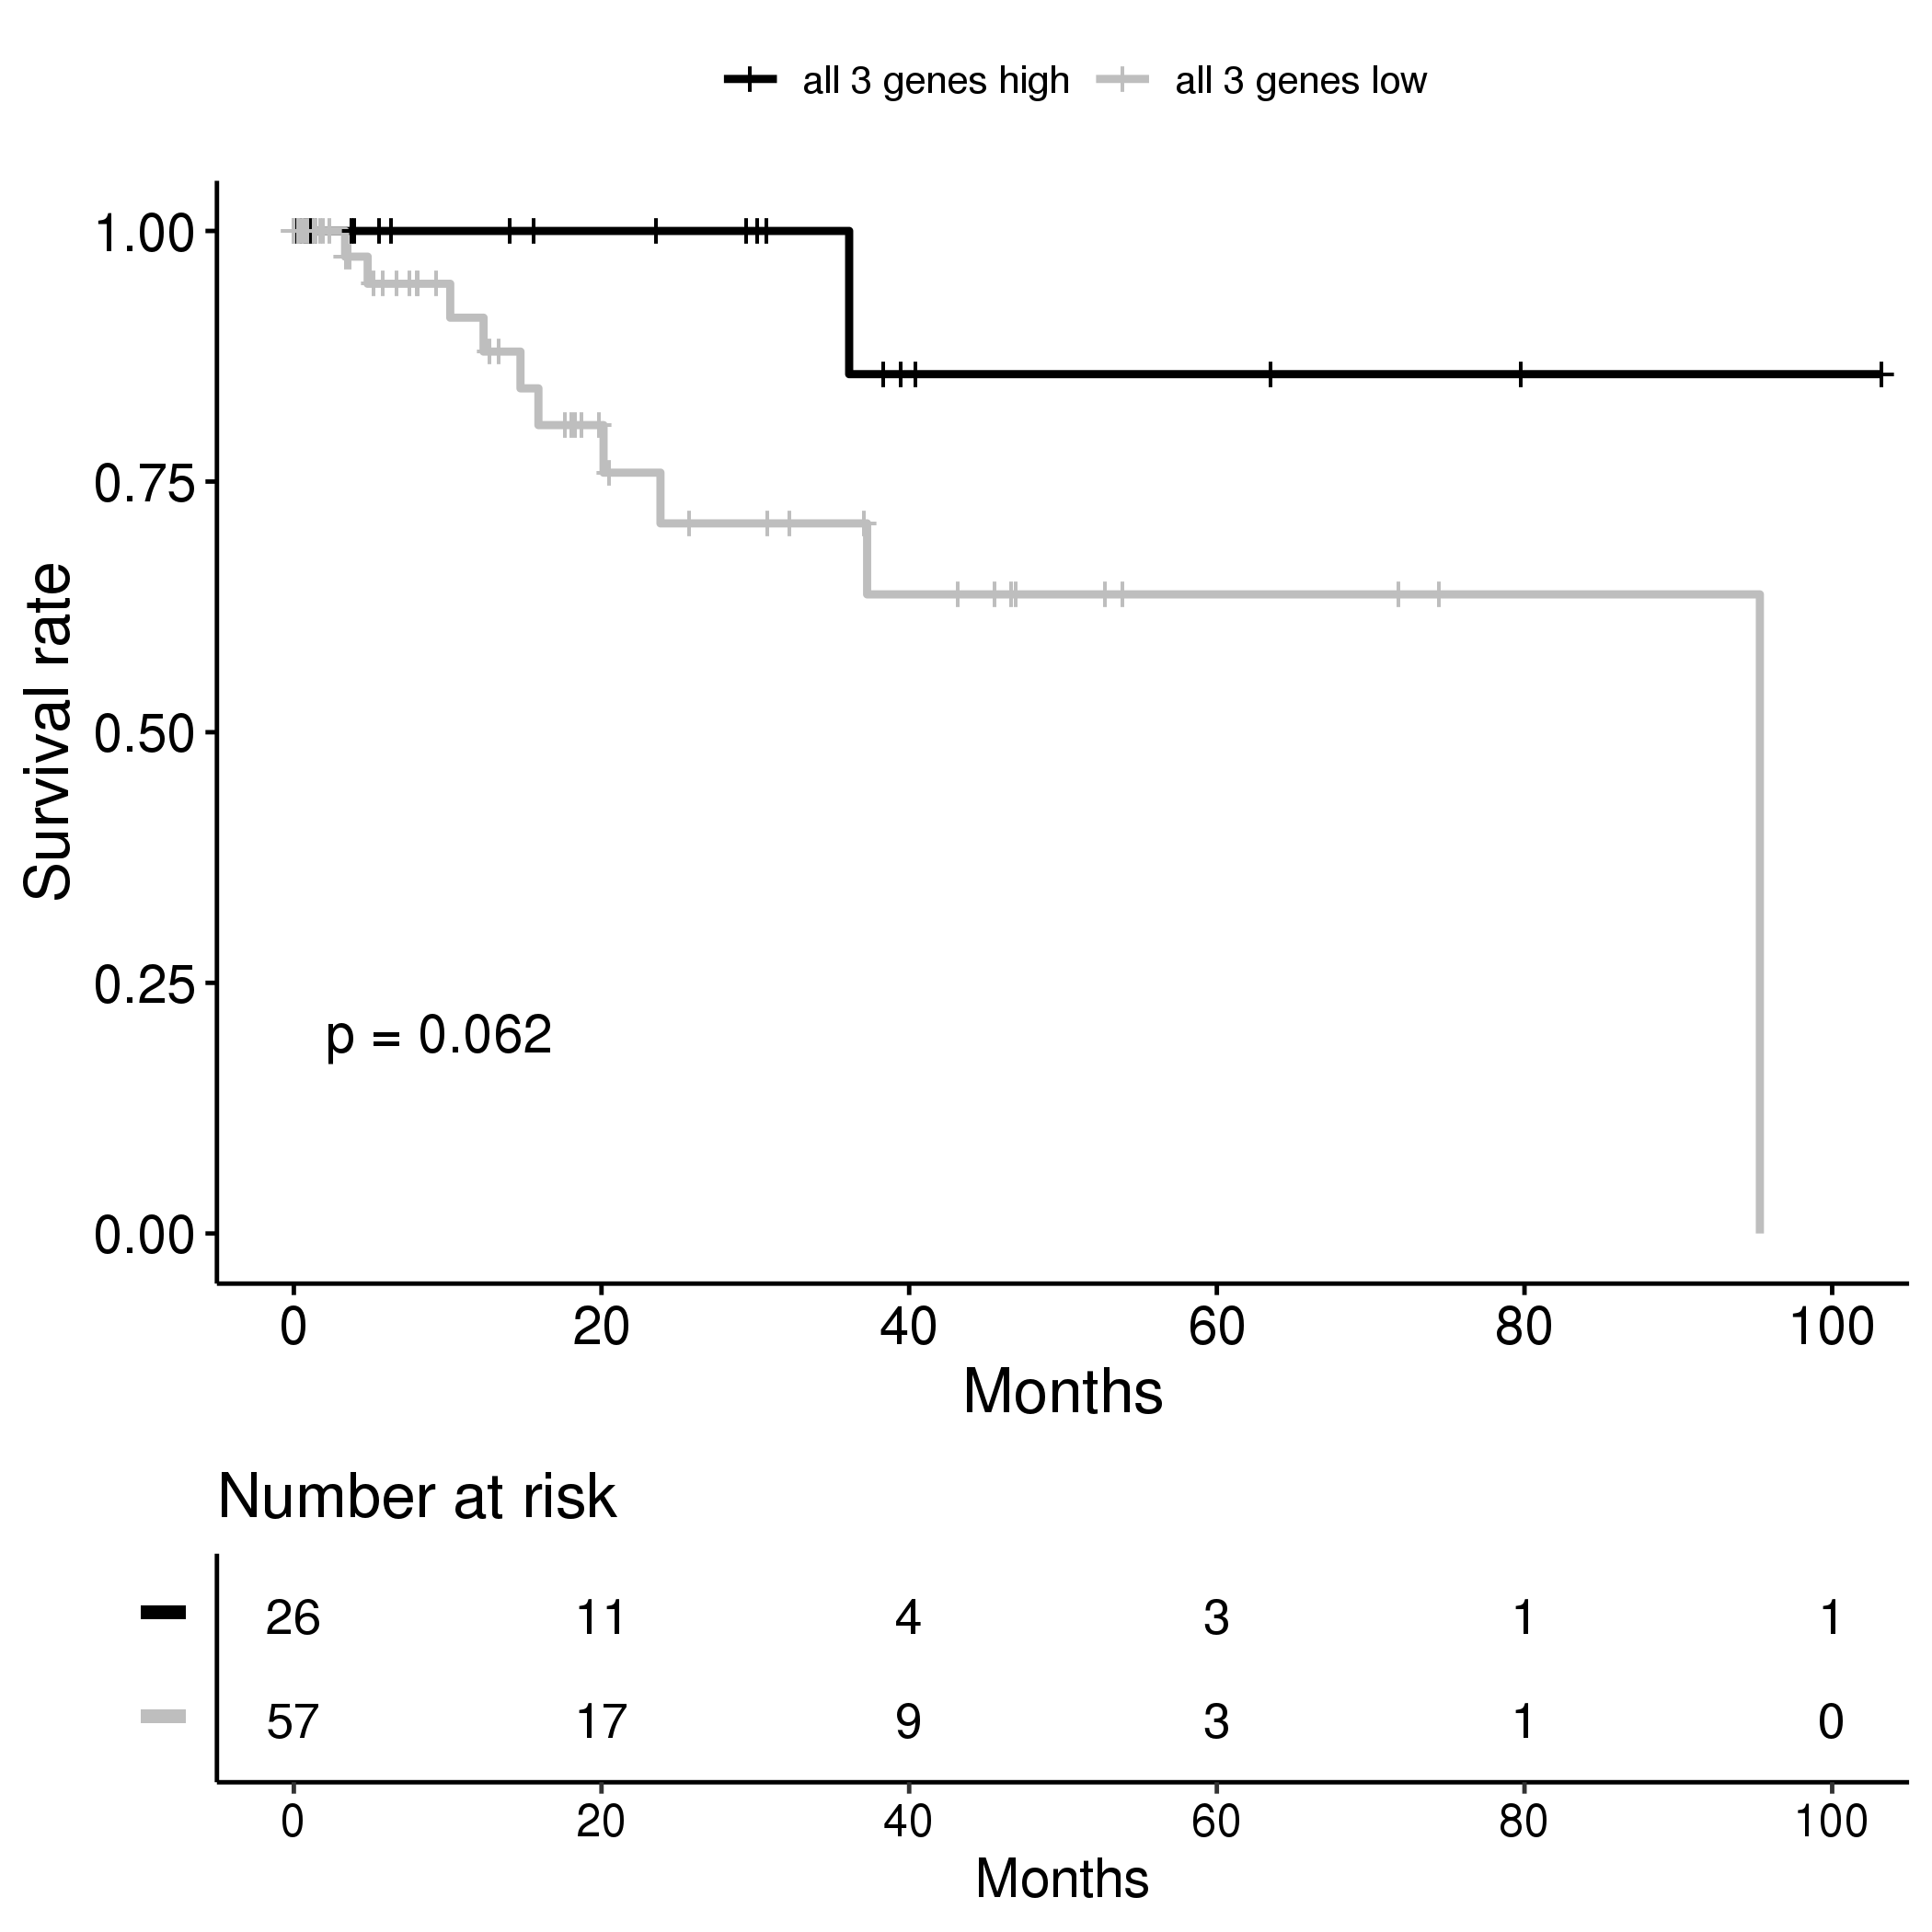 all 3 genes high all 3 genes low
1.00
0.75
0.50
0.25
0.00
Survival rate
p = 0.062
0 20 40 60 80 100
Months
Number at risk
26 11 4 3 1 1
57 17 9 3 1 0
0 20 40 60 80 100
Months